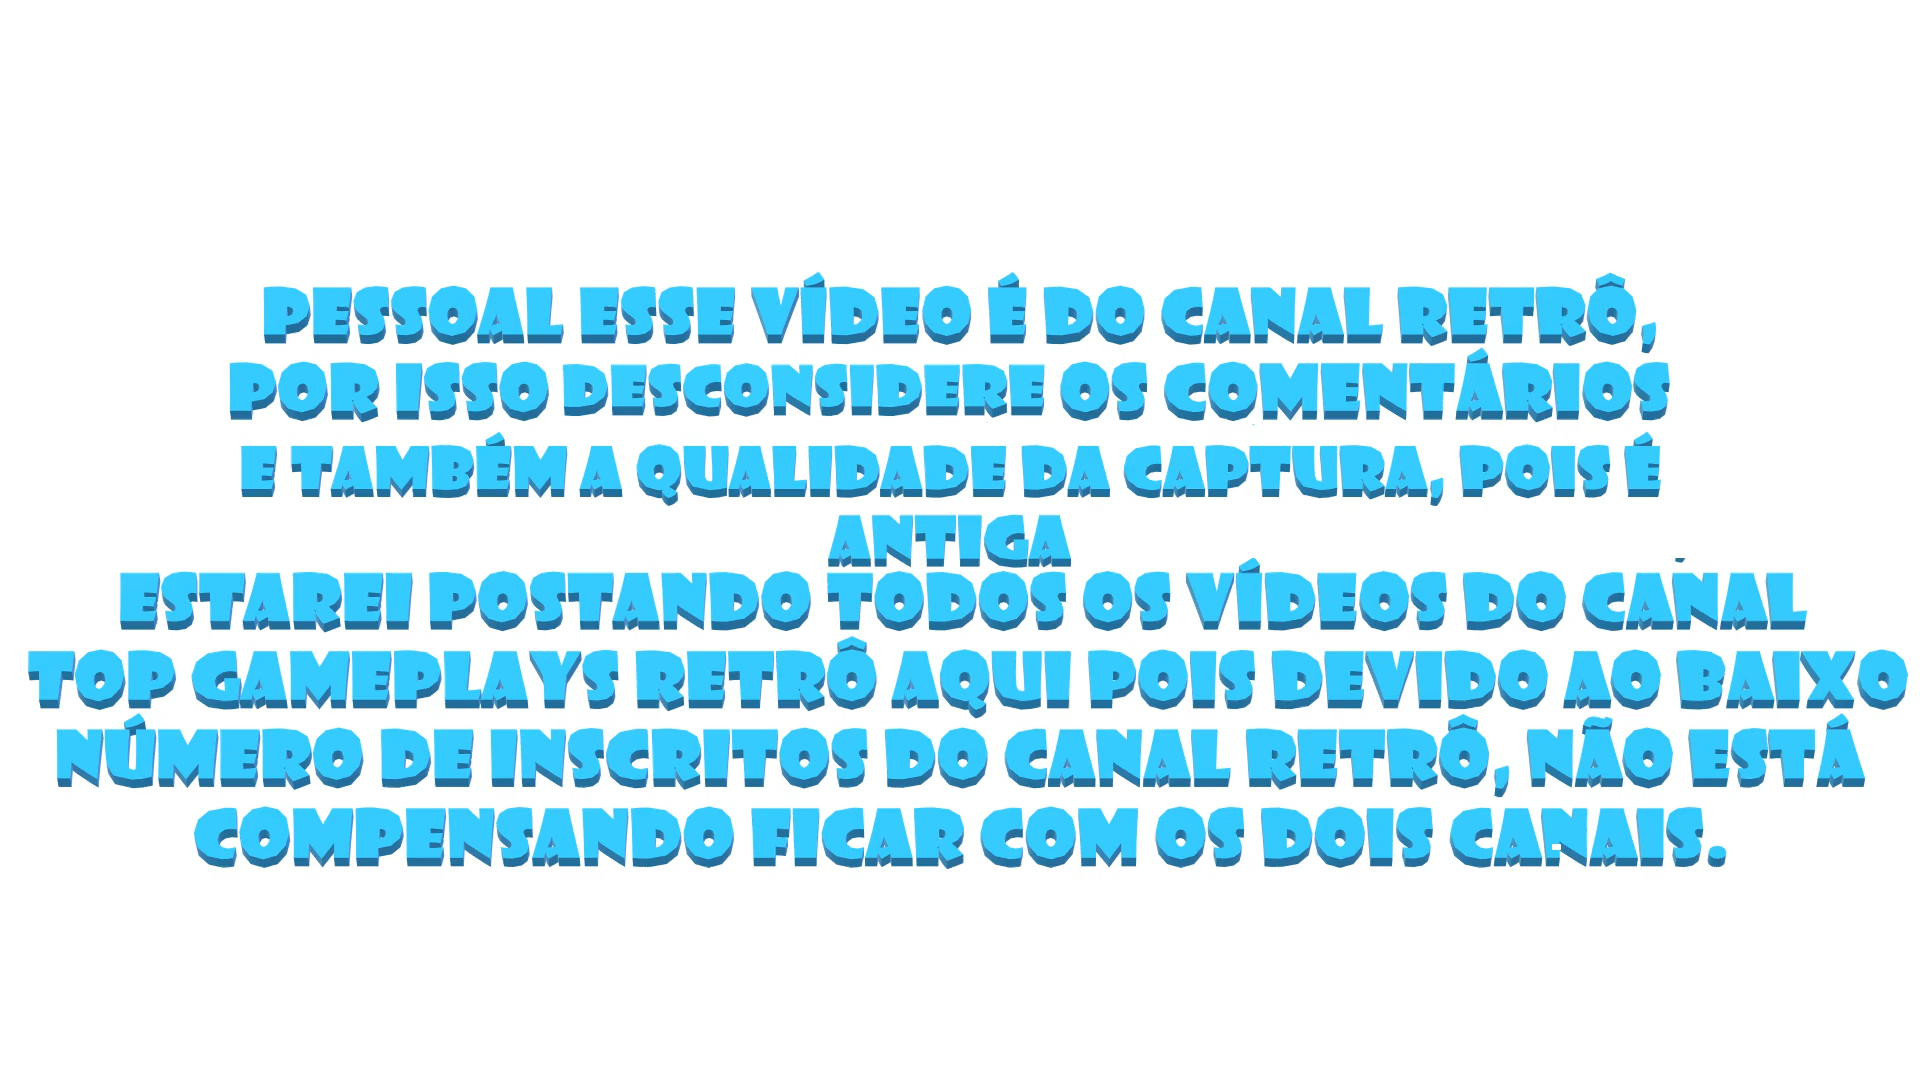 PESSOAL ESSE VÍDEO É DO CANAL RETRÔ,
POR ISSO DESCONSIDERE OS COMENTÁRIOS
E TAMBÉM A QUALIDADE DA CAPTURA, POIS É
ANTIGA
ESTAREI POSTANDO TODOS OS VÍDEOS DO CANAL
TOP GAMEPLAYS RETRÔ AQUI POIS DEVIDO AO BAIXO
NÚMERO DE INSCRITOS DO CANAL RETRÔ, NÃO ESTÁ
COMPENSANDO FICAR COM OS DOIS CANAIS.